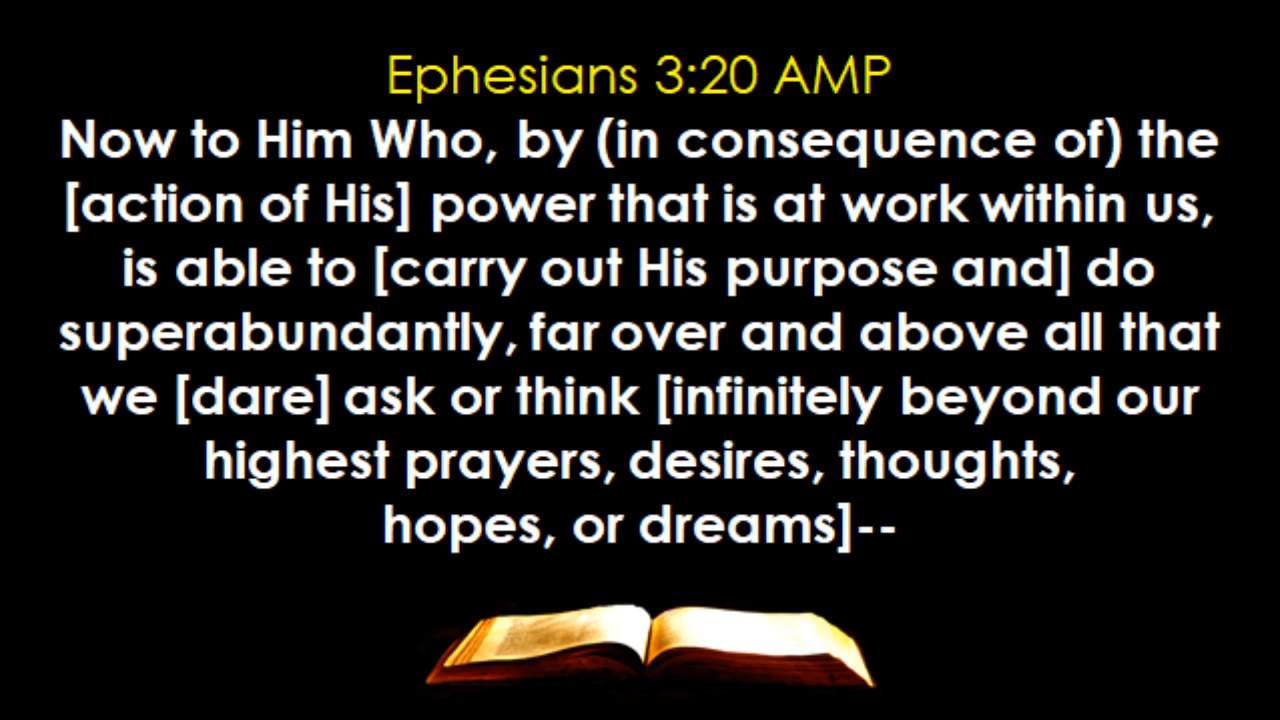 Ephesians 3:20 AMP
Now to Him Who, by (in consequence of) the
[action of His] power that is at work within us,
is able to [carry out His purpose and] do
superabundantly, far over and above all that
we [dare] ask or think [infinitely beyond our
highest prayers, desires, thoughts,
hopes, or dreams]--